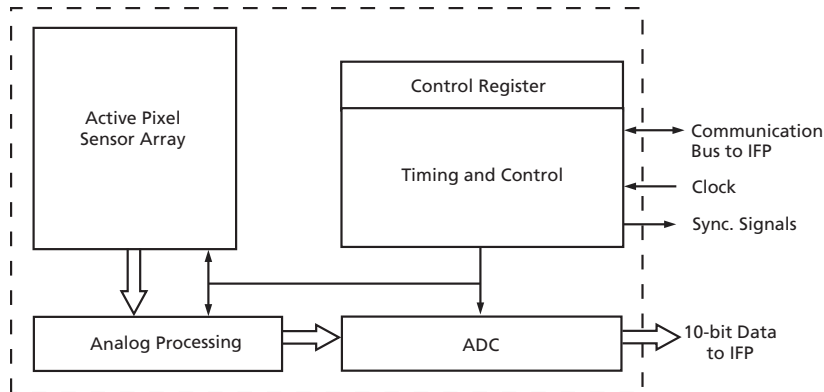 Active Pixel
Sensor Array
Control Register
Timing and Control
Communication
Bus to IFP
Clock
Sync. Signals
Analog Processing
ADC
10-bit Data
to IFP